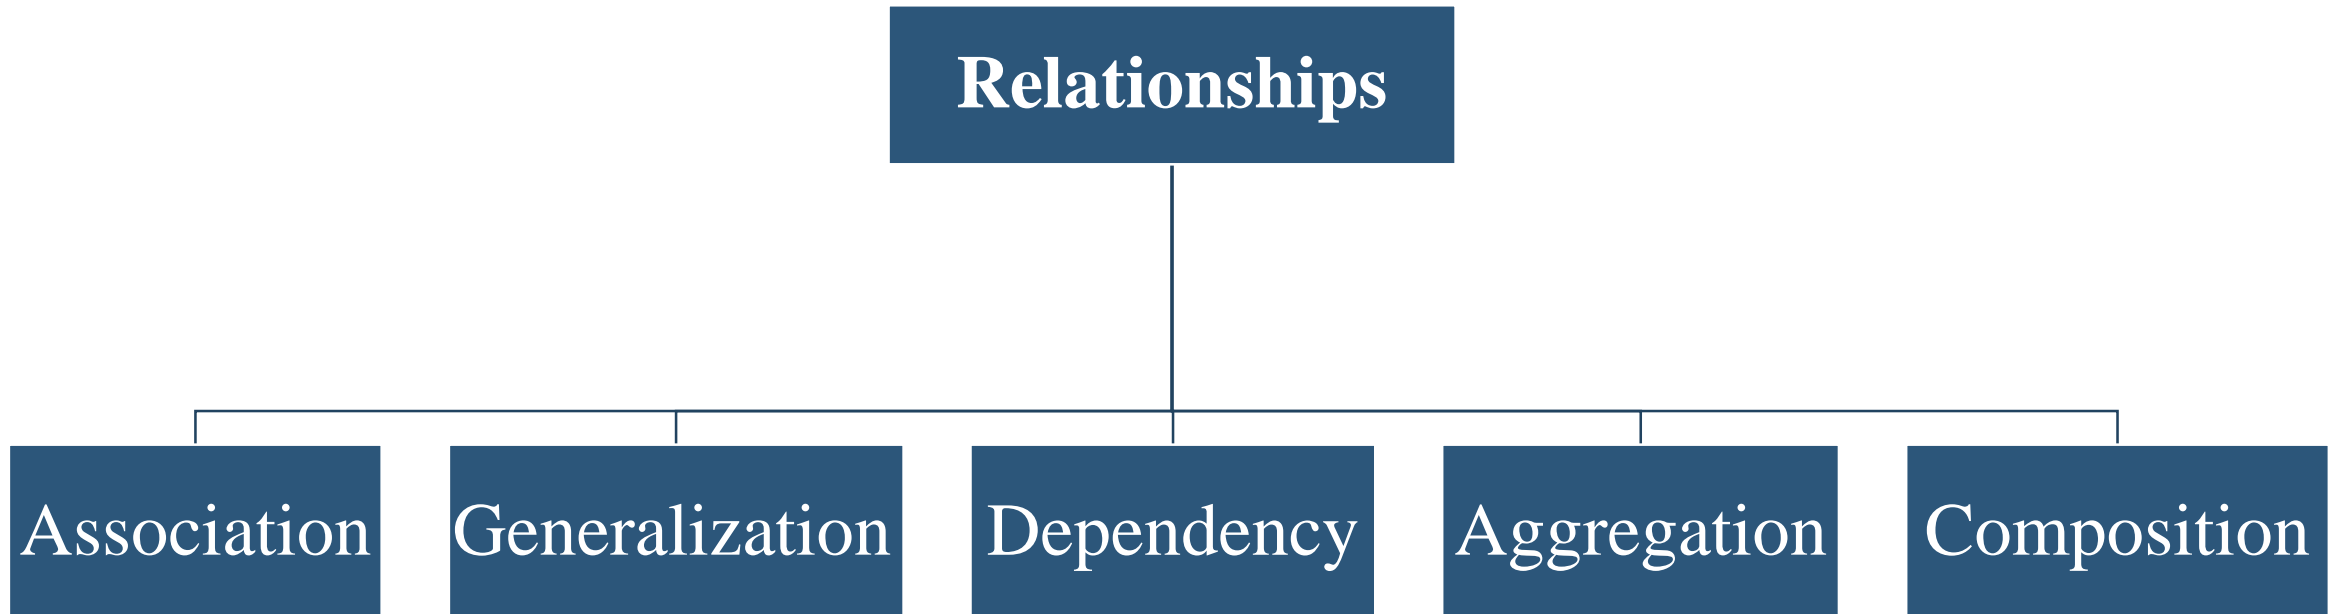 Relationships
Association
Generalization
Dependency
Aggregation
Composition